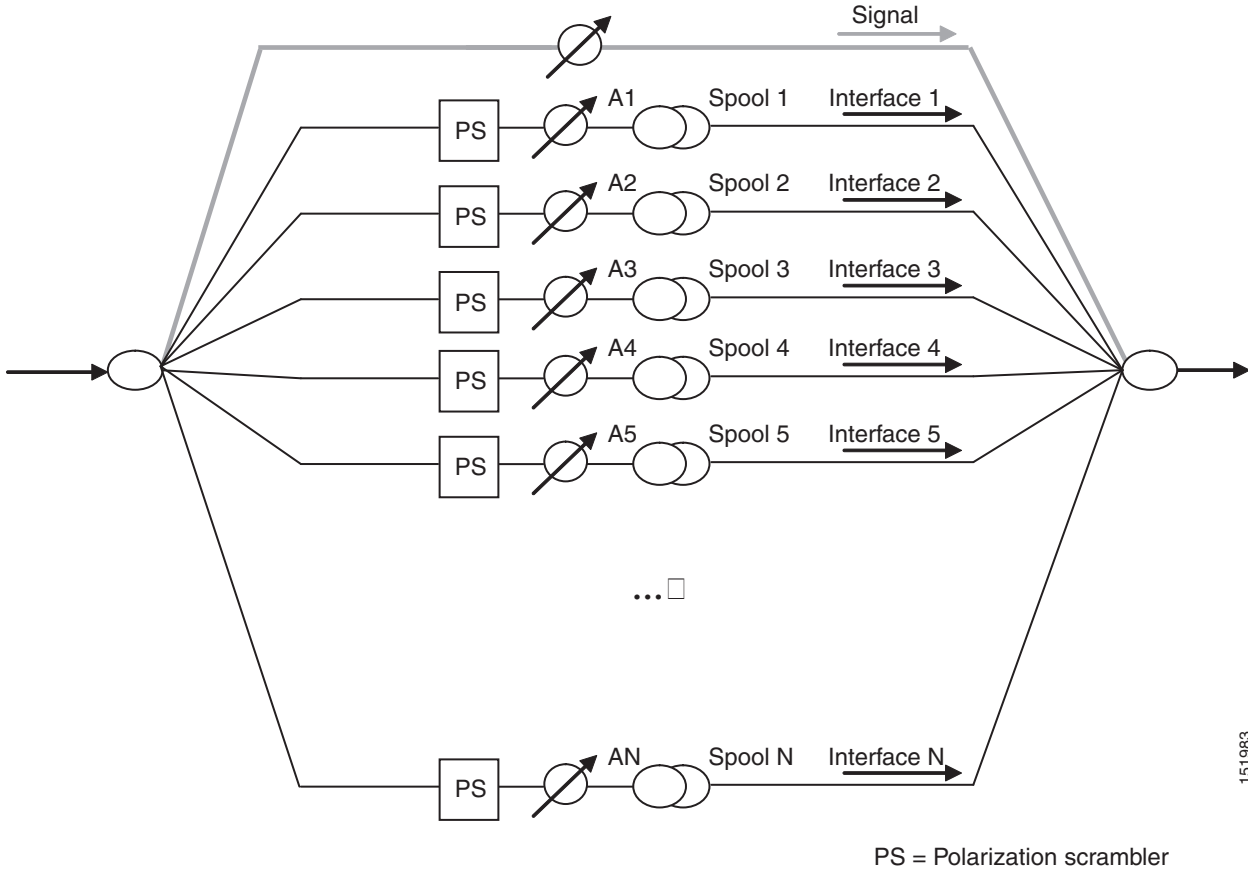 Signal
PS A1 Spool 1 Interface 1
PS A2 Spool 2 Interface 2
PS A3 Spool 3 Interface 3
PS A4 Spool 4 Interface 4
PS A5 Spool 5 Interface 5
...
PS AN Spool N Interface N
151983
PS = Polarization scrambler